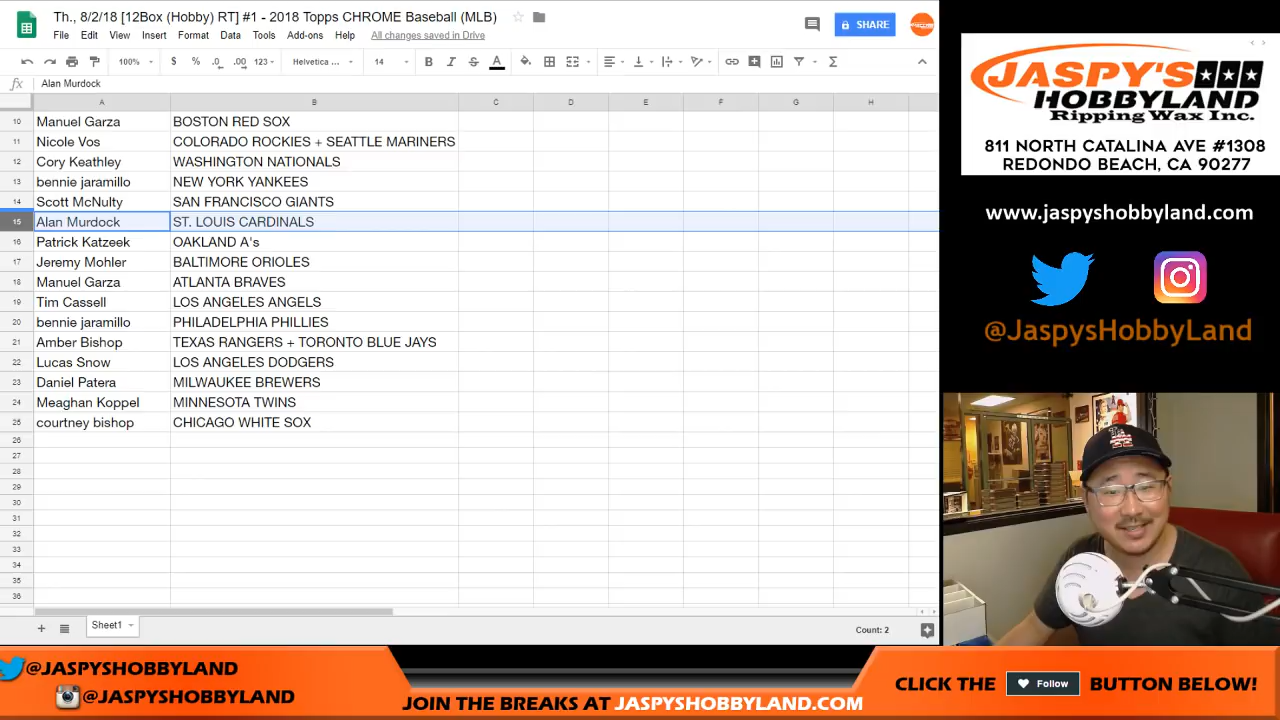 Th., 8/2/18 [12Box (Hobby) RT] #1 - 2018 Topps CHROME Baseball (MLB)
SHARE
File Edit View Insert Format Data Tools Add-ons Help All changes saved in Drive
100% $ % .0 .00 123 Helvetica ... 14 B I S A
fx Alan Murdock
A B C D E F G H
10 Manuel Garza BOSTON RED SOX
11 Nicole Vos COLORADO ROCKIES + SEATTLE MARINERS
12 Cory Keathley WASHINGTON NATIONALS
13 bennie jaramillo NEW YORK YANKEES
14 Scott McNulty SAN FRANCISCO GIANTS
15 Alan Murdock ST. LOUIS CARDINALS
16 Patrick Katzeek OAKLAND A's
17 Jeremy Mohler BALTIMORE ORIOLES
18 Manuel Garza ATLANTA BRAVES
19 Tim Cassell LOS ANGELES ANGELS
20 bennie jaramillo PHILADELPHIA PHILLIES
21 Amber Bishop TEXAS RANGERS + TORONTO BLUE JAYS
22 Lucas Snow LOS ANGELES DODGERS
23 Daniel Patera MILWAUKEE BREWERS
24 Meaghan Koppel MINNESOTA TWINS
25 courtney bishop CHICAGO WHITE SOX
26
27
28
29
30
31
32
33
34
35
36
Sheet1
Count: 2
JASPY'S
HOBBYLAND
Ripping Wax Inc.
811 NORTH CATALINA AVE #1308
REDONDO BEACH, CA 90277
www.jaspyshobbyland.com
@JaspysHobbyLand
@JASPYSHOBBYLAND
@JASPYSHOBBYLAND
JOIN THE BREAKS AT JASPYSHOBBYLAND.COM
CLICK THE Follow BUTTON BELOW!